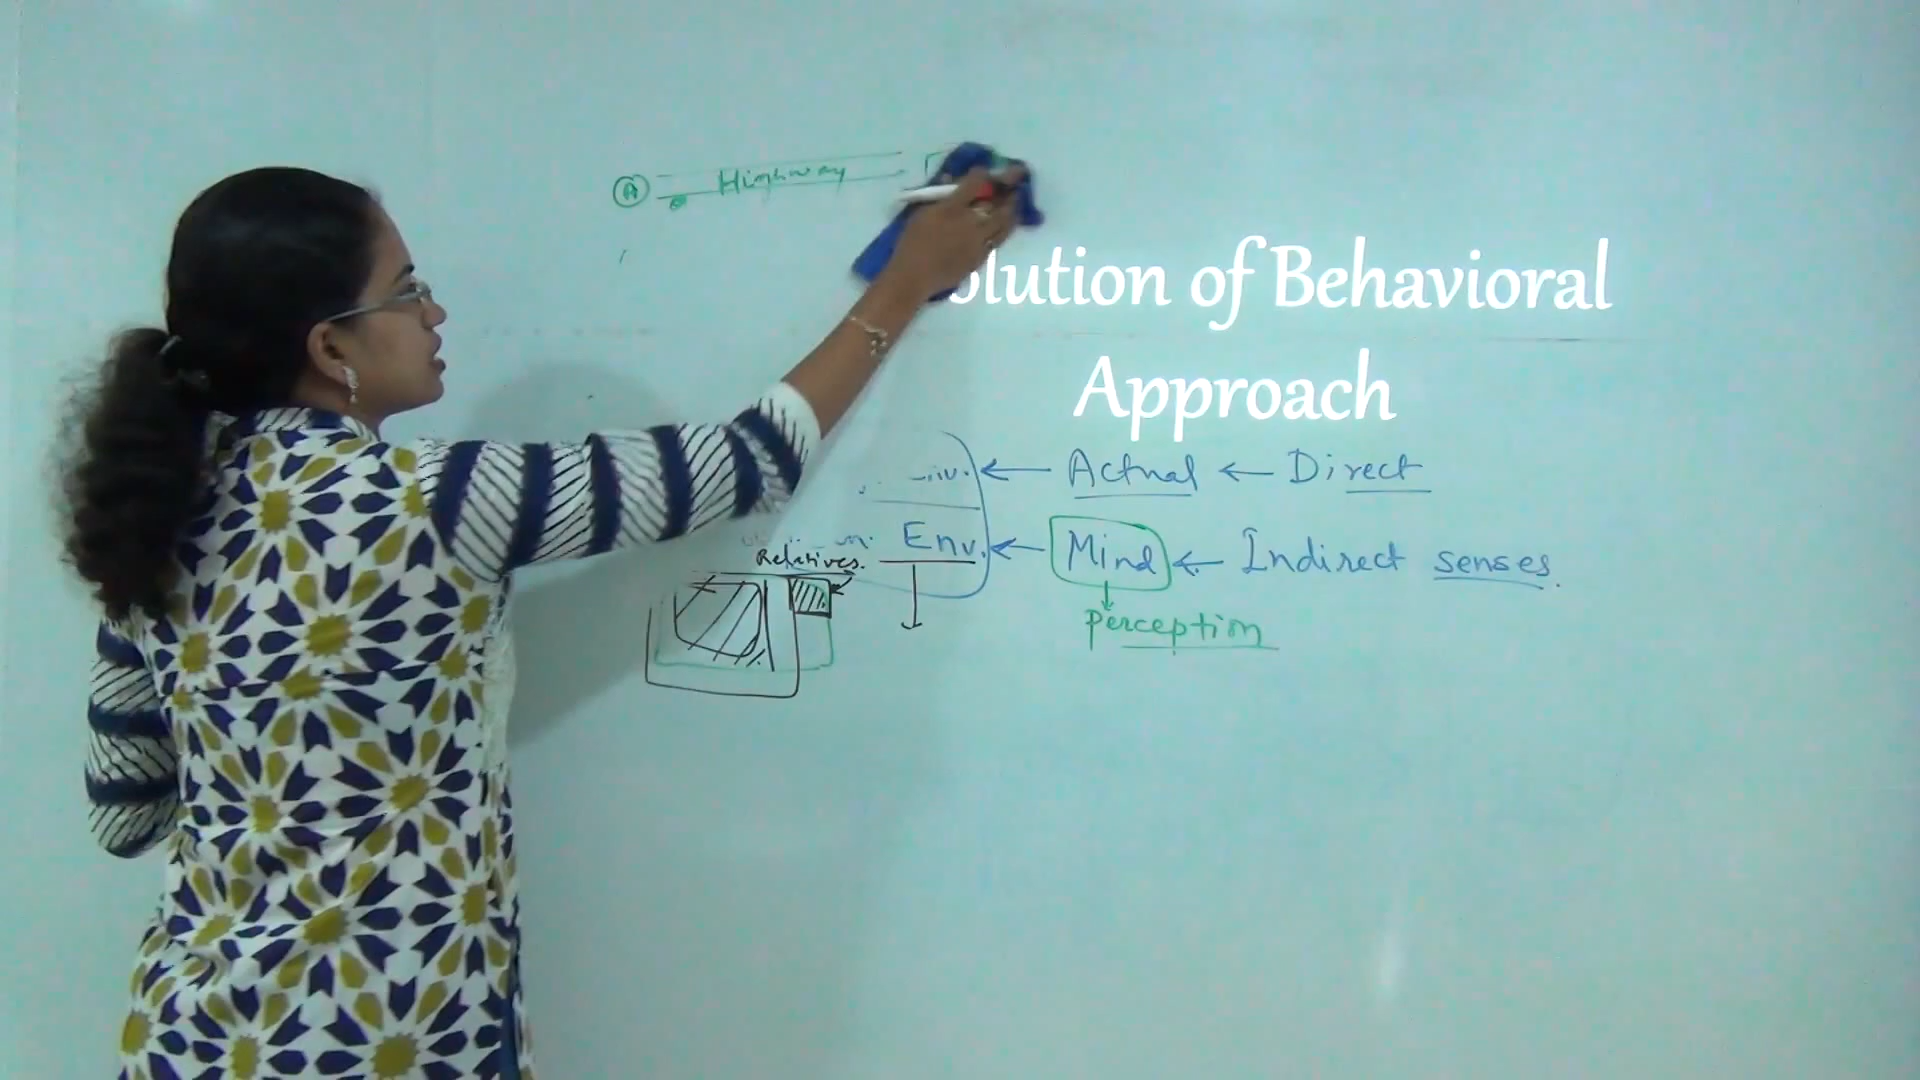 A Highway
olution of Behavioral
Approach
Actual ← Direct
Env. ← Mind ← Indirect senses.
Relatives.
Perception